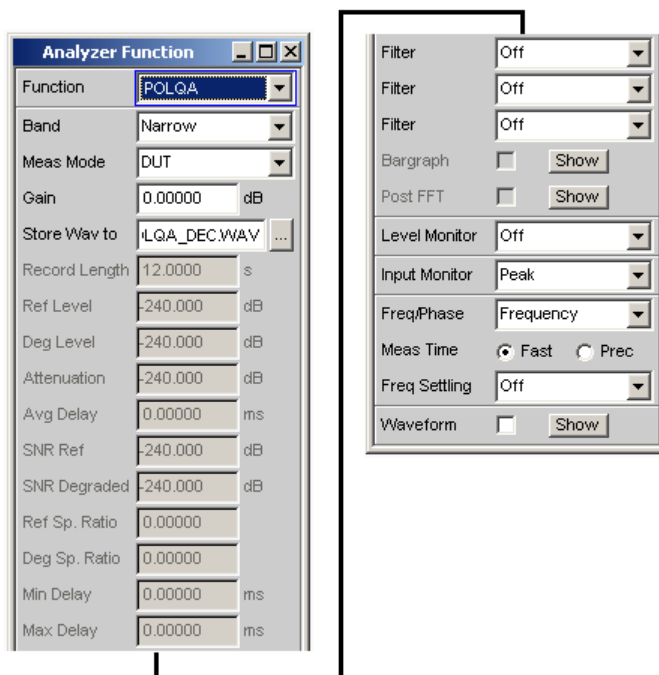 Analyzer Function
Function POLQA
Band Narrow
Meas Mode DUT
Gain 0.00000 dB
Store Wav to LQA_DEC.WAV ...
Record Length 12.0000 s
Ref Level -240.000 dB
Deg Level -240.000 dB
Attenuation -240.000 dB
Avg Delay 0.00000 ms
SNR Ref -240.000 dB
SNR Degraded -240.000 dB
Ref Sp. Ratio 0.00000
Deg Sp. Ratio 0.00000
Min Delay 0.00000 ms
Max Delay 0.00000 ms
Filter Off
Filter Off
Filter Off
Bargraph Show
Post FFT Show
Level Monitor Off
Input Monitor Peak
Freq/Phase Frequency
Meas Time Fast Prec
Freq Settling Off
Waveform Show